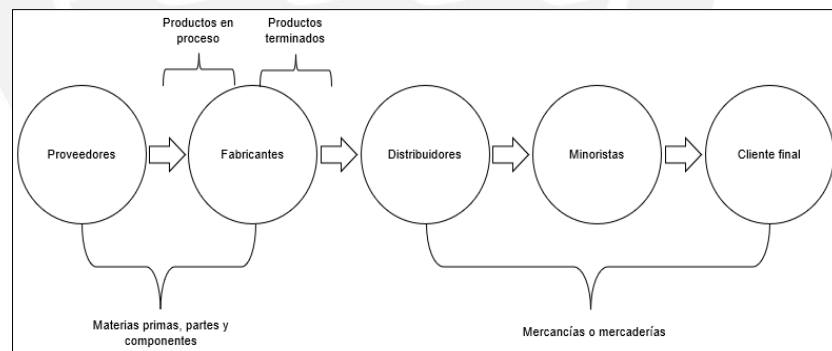 Productos en
proceso
Productos
terminados
Proveedores
Fabricantes
Distribuidores
Minoristas
Cliente final
Materias primas, partes y
componentes
Mercancías o mercaderías